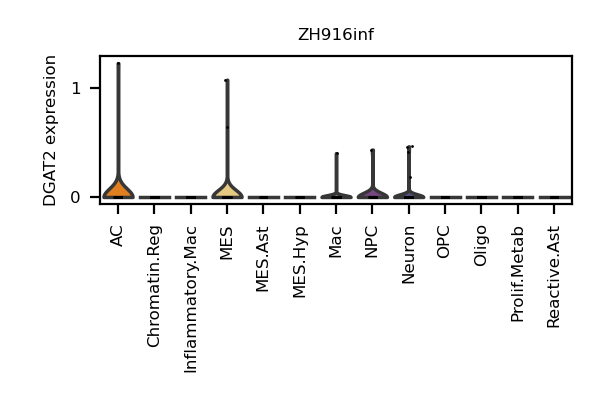 ZH916inf
DGAT2 expression
1
0
AC
Chromatin.Reg
Inflammatory.Mac
MES
MES.Ast
MES.Hyp
Mac
NPC
Neuron
OPC
Oligo
Prolif.Metab
Reactive.Ast